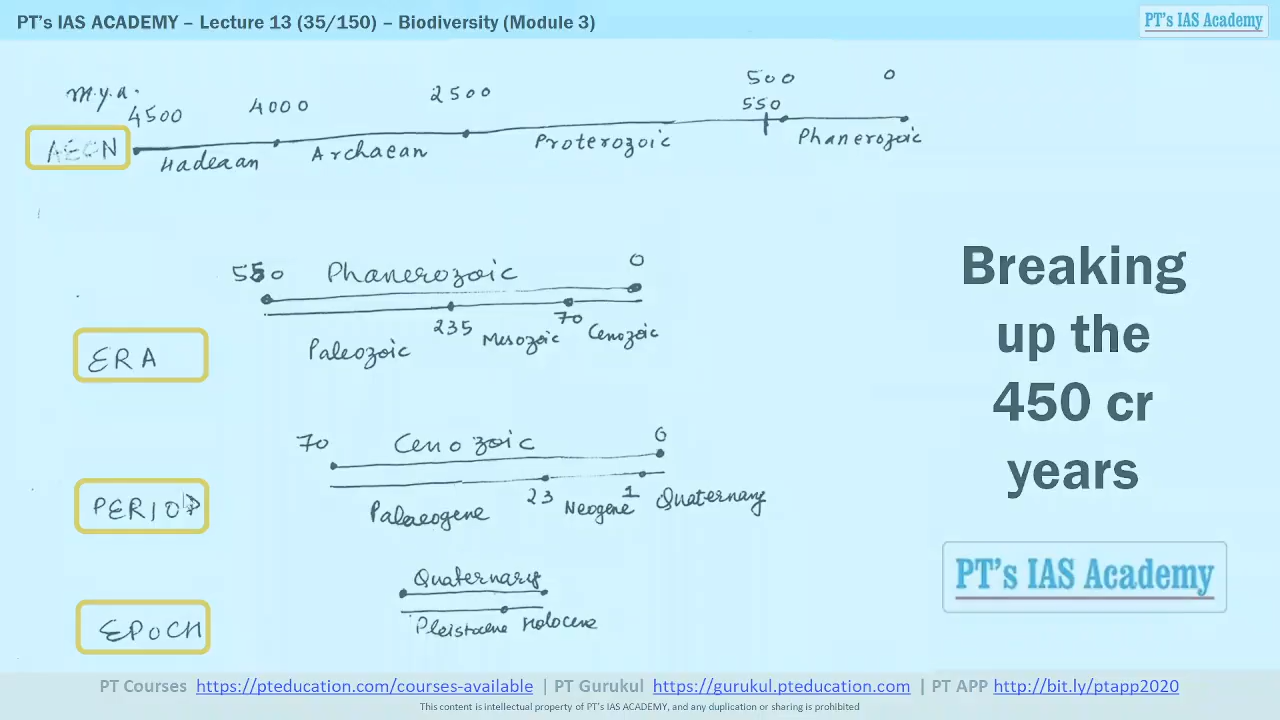 PT's IAS ACADEMY – Lecture 13 (35/150) – Biodiversity (Module 3)
PT's IAS Academy
m.y.a.
4500 4000 2500 500 0
550
AEON
Hadeaan Archaean Proterozoic Phanerozoic
550 Phanerozoic 0
235 70
ERA
Paleozoic Mesozoic Cenozoic
70 Cenozoic 0
23 1
PERIOD
Palaeogene Neogene Quaternary
Quaternary
EPOCH
Pleistocene Holocene
Breaking
up the
450 cr
years
PT's IAS Academy
PT Courses https://pteducation.com/courses-available | PT Gurukul https://gurukul.pteducation.com | PT APP http://bit.ly/ptapp2020
This content is intellectual property of PT's IAS ACADEMY, and any duplication or sharing is prohibited